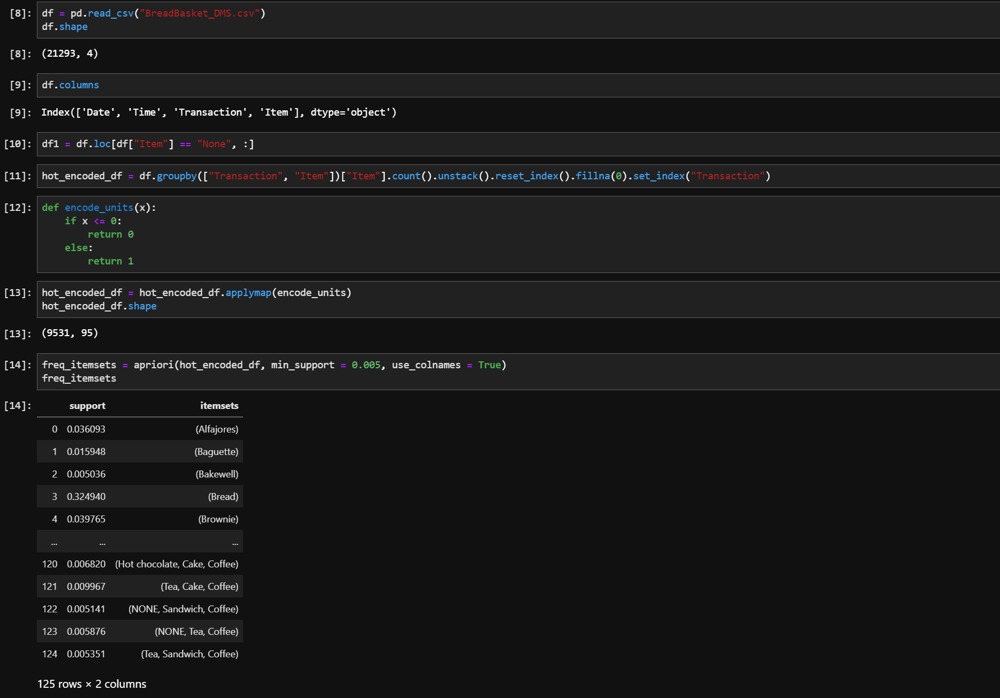 [8]: df = pd.read_csv("BreadBasket_DMS.csv")
df.shape
[8]: (21293, 4)
[9]: df.columns
[9]: Index(['Date', 'Time', 'Transaction', 'Item'], dtype='object')
[10]: df1 = df.loc[df["Item"] == "None", :]
[11]: hot_encoded_df = df.groupby(["Transaction", "Item"])["Item"].count().unstack().reset_index().fillna(0).set_index("Transaction")
[12]: def encode_units(x):
    if x <= 0:
        return 0
    else:
        return 1
[13]: hot_encoded_df = hot_encoded_df.applymap(encode_units)
hot_encoded_df.shape
[13]: (9531, 95)
[14]: freq_itemsets = apriori(hot_encoded_df, min_support = 0.005, use_colnames = True)
freq_itemsets
[14]: support itemsets
0 0.036093 (Alfajores)
1 0.015948 (Baguette)
2 0.005036 (Bakewell)
3 0.324940 (Bread)
4 0.039765 (Brownie)
... ... ...
120 0.006820 (Hot chocolate, Cake, Coffee)
121 0.009967 (Tea, Cake, Coffee)
122 0.005141 (NONE, Sandwich, Coffee)
123 0.005876 (NONE, Tea, Coffee)
124 0.005351 (Tea, Sandwich, Coffee)
125 rows × 2 columns